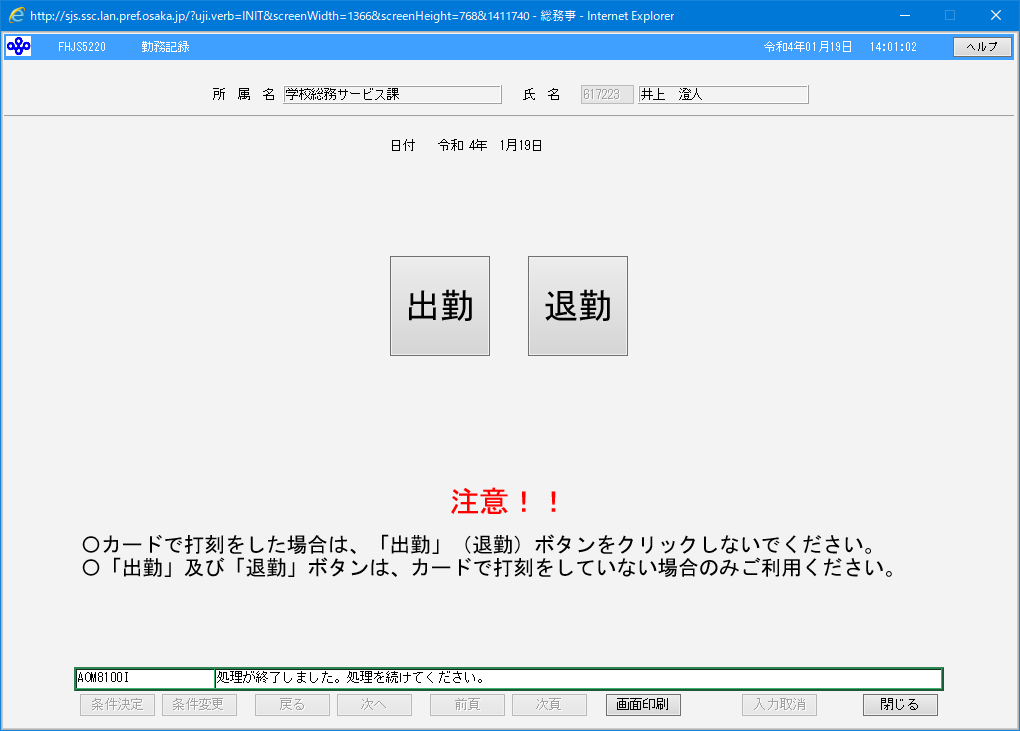 http://sjs.ssc.lan.pref.osaka.jp/?uji.verb=INIT&screenWidth=1366&screenHeight=768&1411740 - 総務事 - Internet Explorer
FHJS5220 勤務記録 令和4年01月19日 14:01:02 ヘルプ
所 属 名 学校総務サービス課 氏 名 617223 井上 澄人
日付 令和 4年 1月19日
出勤 退勤
注意！！
○カードで打刻をした場合は、「出勤」（退勤）ボタンをクリックしないでください。
○「出勤」及び「退勤」ボタンは、カードで打刻をしていない場合のみご利用ください。
AOM8100I 処理が終了しました。処理を続けてください。
条件決定 条件変更 戻る 次へ 前頁 次頁 画面印刷 入力取消 閉じる